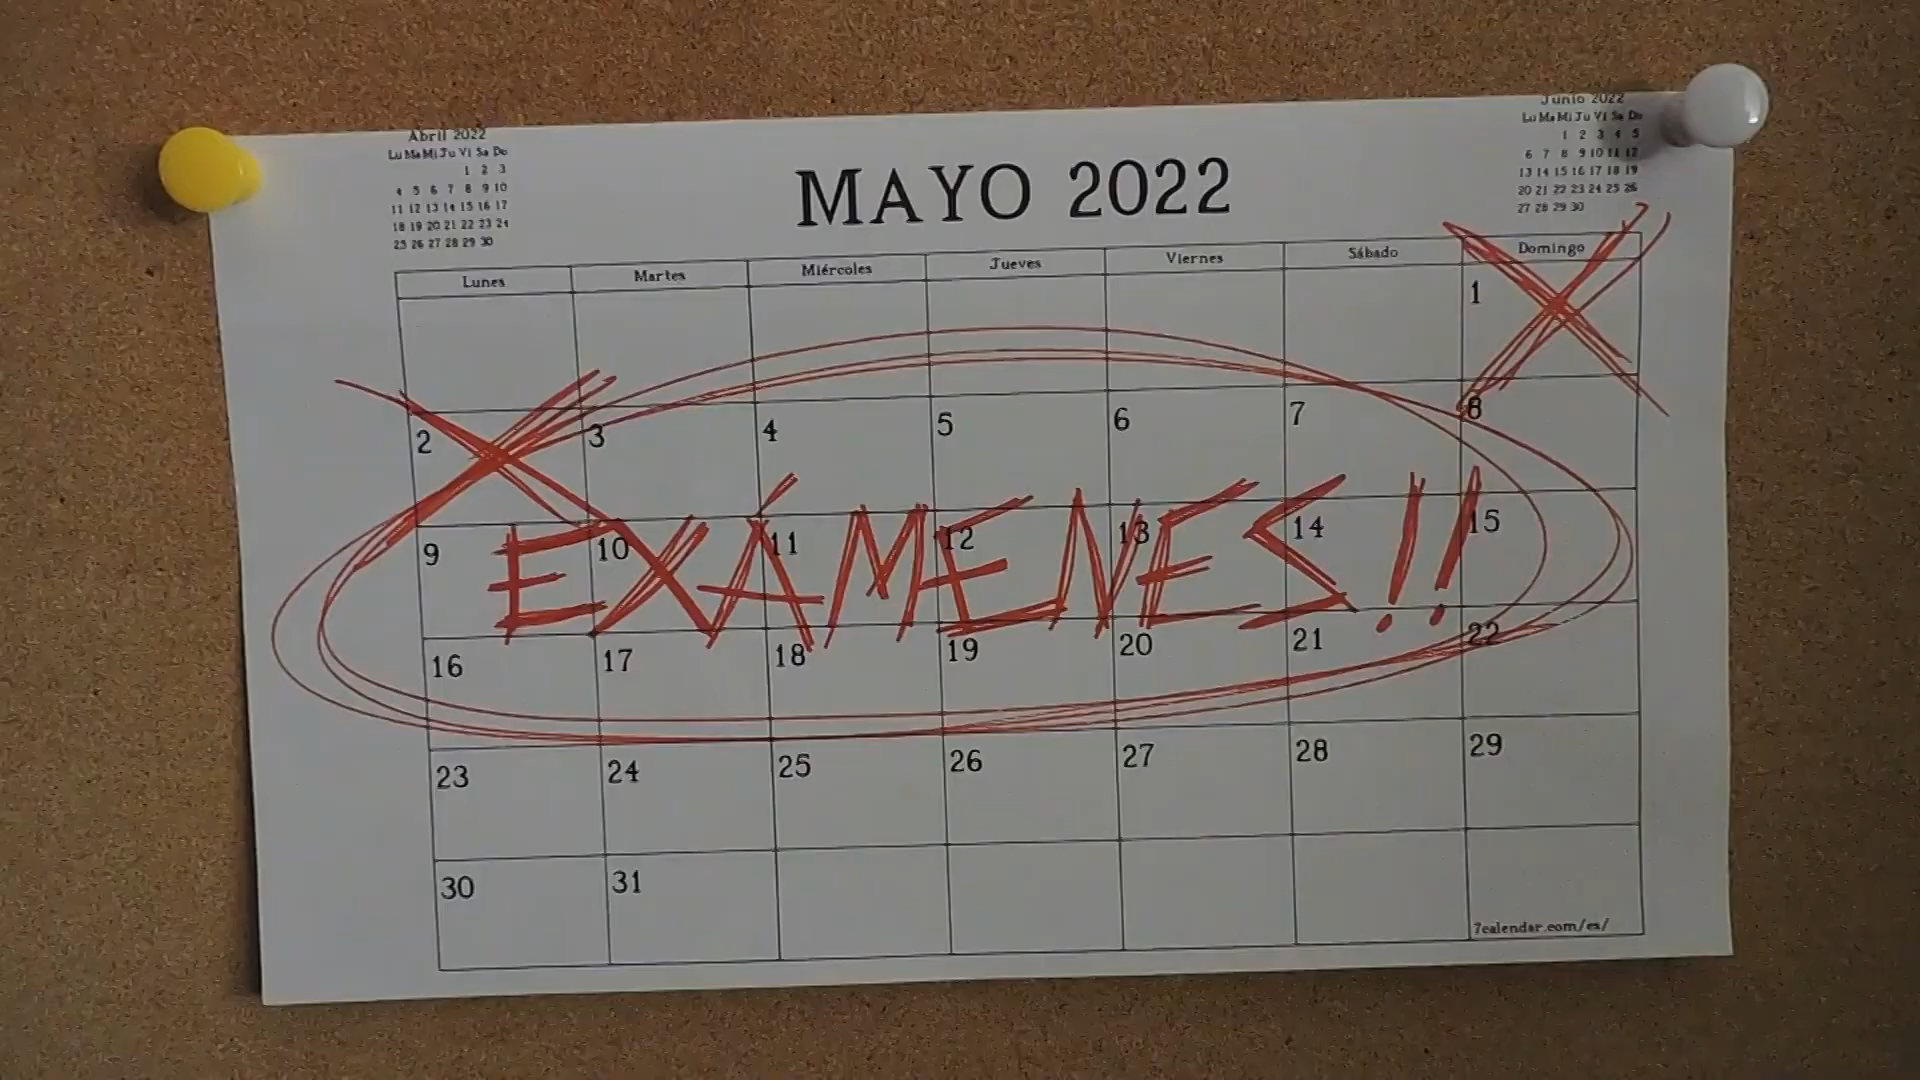 Abril 2022
Lu Ma Mi Ju Vi Sa Do
1 2 3
4 5 6 7 8 9 10
11 12 13 14 15 16 17
18 19 20 21 22 23 24
25 26 27 28 29 30
MAYO 2022
Junio 2022
Lu Ma Mi Ju Vi Sa Do
1 2 3 4 5
6 7 8 9 10 11 12
13 14 15 16 17 18 19
20 21 22 23 24 25 26
27 28 29 30
Lunes Martes Miércoles Jueves Viernes Sábado Domingo
1
2 3 4 5 6 7 8
9 10 11 12 13 14 15
EXÁMENES!!
16 17 18 19 20 21 22
23 24 25 26 27 28 29
30 31
7calendar.com/es/